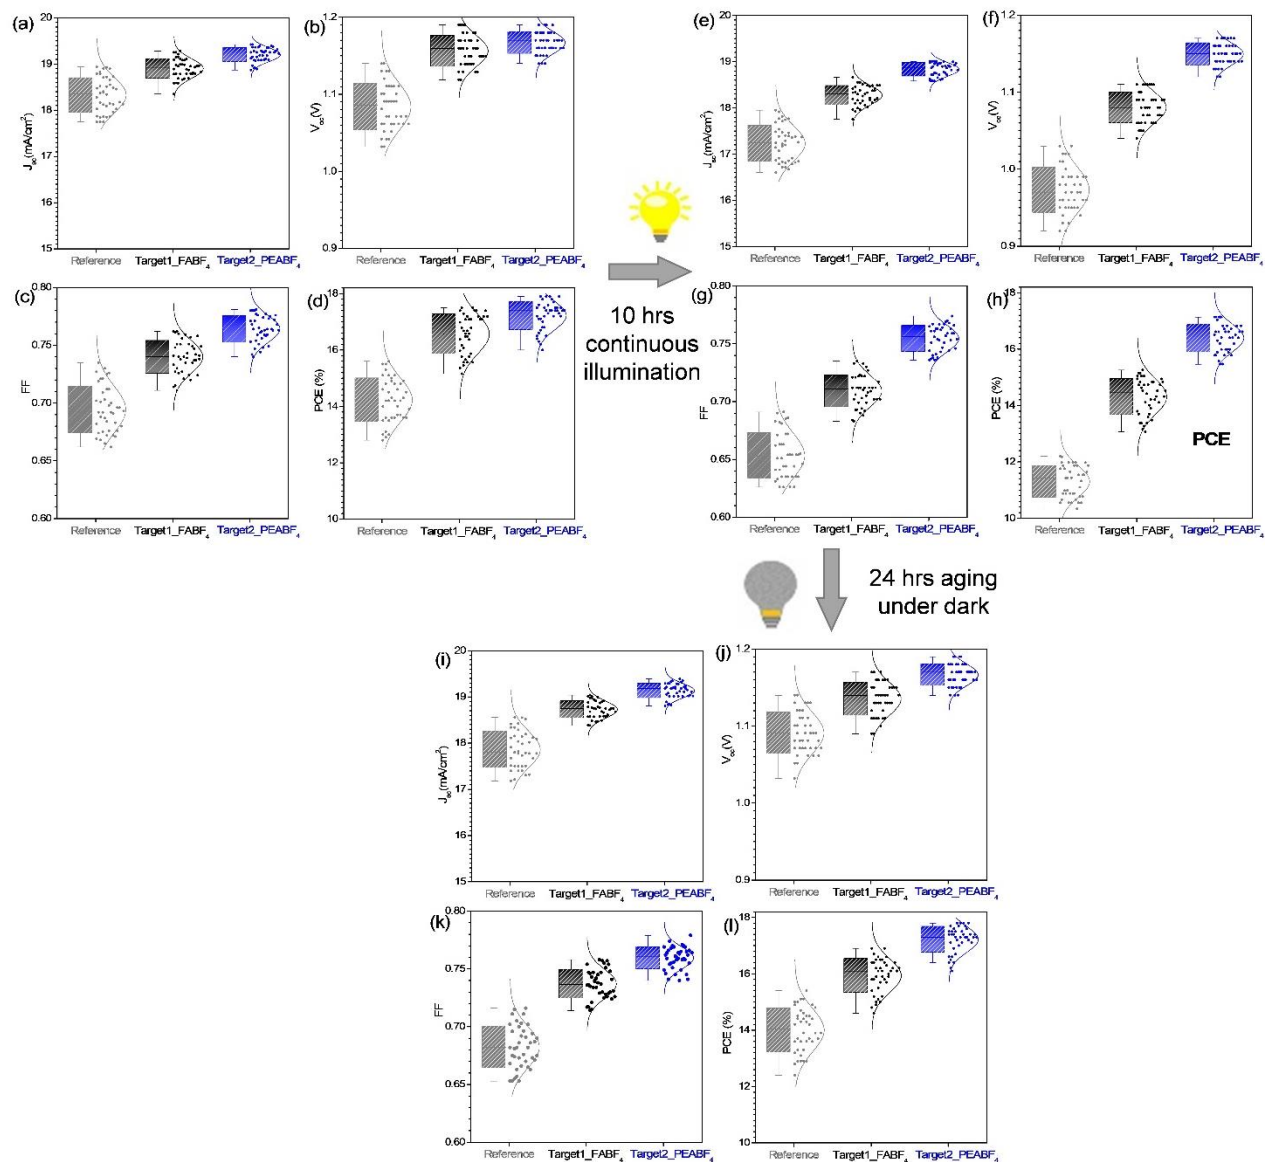 (a)
20
19
18
17
16
15
J_sc(mA/cm²)
Reference Target1_FABF₄ Target2_PEABF₄
(b)
1.2
1.1
1.0
0.9
V_oc(V)
Reference Target1_FABF₄ Target2_PEABF₄
(c)
0.80
0.75
0.70
0.65
0.60
FF
Reference Target1_FABF₄ Target2_PEABF₄
(d)
18
16
14
12
10
PCE (%)
Reference Target1_FABF₄ Target2_PEABF₄
10 hrs
continuous
illumination
(e)
20
19
18
17
16
15
J_sc(mA/cm²)
Reference Target1_FABF₄ Target2_PEABF₄
(f)
1.2
1.1
1.0
0.9
V_oc(V)
Reference Target1_FABF₄ Target2_PEABF₄
(g)
0.80
0.75
0.70
0.65
0.60
FF
Reference Target1_FABF₄ Target2_PEABF₄
(h)
18
16
14
12
10
PCE (%)
PCE
Reference Target1_FABF₄ Target2_PEABF₄
24 hrs aging
under dark
(i)
20
19
18
17
16
15
J_sc(mA/cm²)
Reference Target1_FABF₄ Target2_PEABF₄
(j)
1.2
1.1
1.0
0.9
V_oc(V)
Reference Target1_FABF₄ Target2_PEABF₄
(k)
0.80
0.75
0.70
0.65
0.60
FF
Reference Target1_FABF₄ Target2_PEABF₄
(l)
18
16
14
12
10
PCE (%)
Reference Target1_FABF₄ Target2_PEABF₄